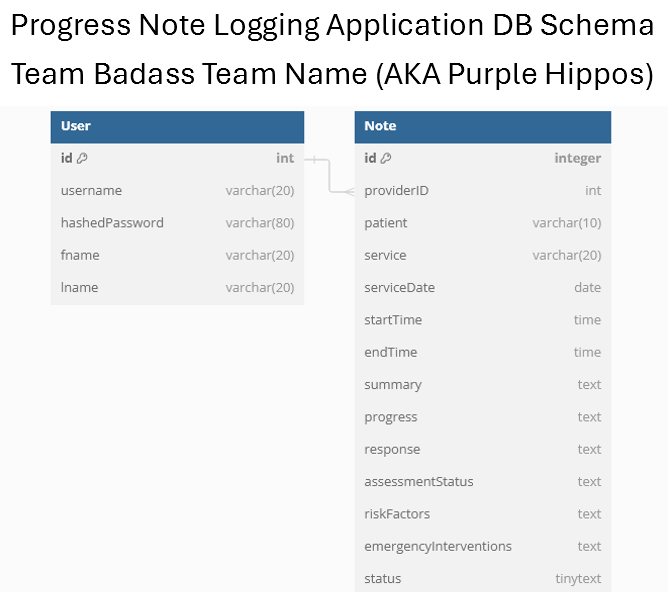 Progress Note Logging Application DB Schema
Team Badass Team Name (AKA Purple Hippos)
User
id int
username varchar(20)
hashedPassword varchar(80)
fname varchar(20)
lname varchar(20)
Note
id integer
providerID int
patient varchar(10)
service varchar(20)
serviceDate date
startTime time
endTime time
summary text
progress text
response text
assessmentStatus text
riskFactors text
emergencyInterventions text
status tinytext